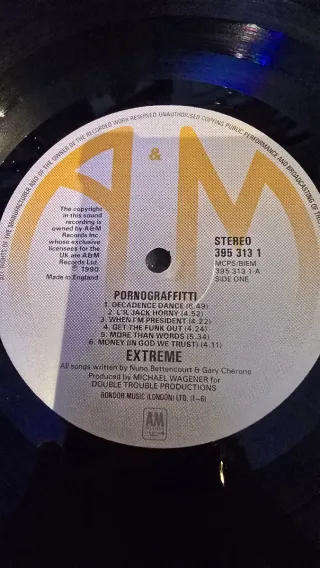 ALL RIGHTS OF THE MANUFACTURER AND OF THE OWNER OF THE RECORDED WORK RESERVED. UNAUTHORISED COPYING PUBLIC PERFORMANCE AND BROADCASTING OF THIS
A&M
The copyright
in this sound
recording is
owned by A&M
Records Inc.
whose exclusive
licensees for the
UK are A&M
Records Ltd.
℗ 1990
Made in England
STEREO
395 313 1
MCPS/BIEM
395 313 1-A
SIDE ONE
PORNOGRAFFITTI
1. DECADENCE DANCE (6.49)
2. L'IL JACK HORNY (4.52)
3. WHEN I'M PRESIDENT (4.22)
4. GET THE FUNK OUT (4.24)
5. MORE THAN WORDS (5.34)
6. MONEY (IN GOD WE TRUST) (4.11)
EXTREME
All songs written by Nuno Bettencourt & Gary Cherone
Produced by MICHAEL WAGENER for
DOUBLE TROUBLE PRODUCTIONS
RONDOR MUSIC (LONDON) LTD. (1–6)
AM